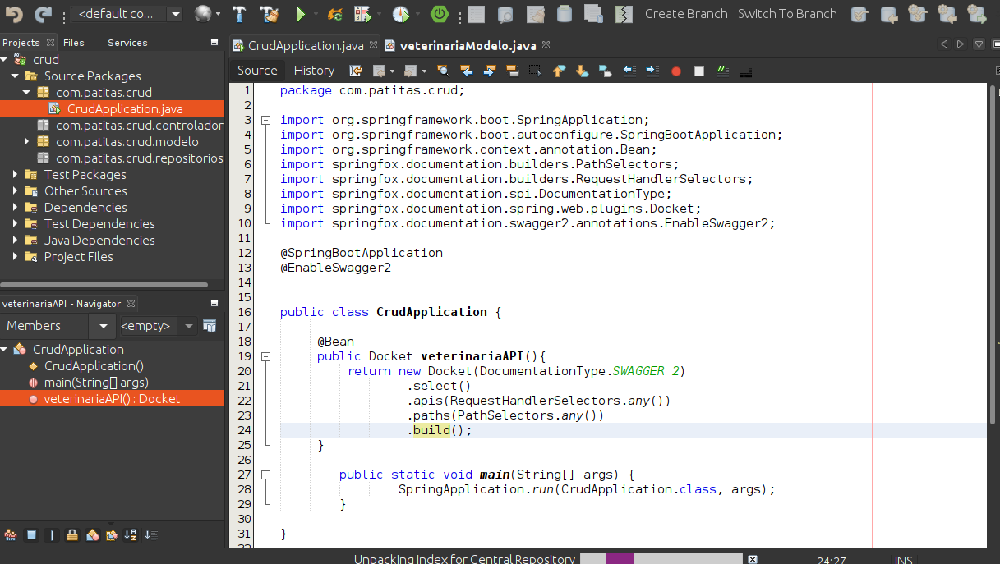 <default co...
Create Branch
Switch To Branch
Projects
Files
Services
crud
Source Packages
com.patitas.crud
CrudApplication.java
com.patitas.crud.controlador
com.patitas.crud.modelo
com.patitas.crud.repositorios
Test Packages
Other Sources
Dependencies
Test Dependencies
Java Dependencies
Project Files
veterinariaAPI - Navigator
Members
<empty>
CrudApplication
CrudApplication()
main(String[] args)
veterinariaAPI() : Docket
CrudApplication.java
veterinariaModelo.java
Source
History
1 package com.patitas.crud;
2
3 import org.springframework.boot.SpringApplication;
4 import org.springframework.boot.autoconfigure.SpringBootApplication;
5 import org.springframework.context.annotation.Bean;
6 import springfox.documentation.builders.PathSelectors;
7 import springfox.documentation.builders.RequestHandlerSelectors;
8 import springfox.documentation.spi.DocumentationType;
9 import springfox.documentation.spring.web.plugins.Docket;
10 import springfox.documentation.swagger2.annotations.EnableSwagger2;
11
12 @SpringBootApplication
13 @EnableSwagger2
14
15
16 public class CrudApplication {
17
18 @Bean
19 public Docket veterinariaAPI(){
20 return new Docket(DocumentationType.SWAGGER_2)
21 .select()
22 .apis(RequestHandlerSelectors.any())
23 .paths(PathSelectors.any())
24 .build();
25 }
26
27 public static void main(String[] args) {
28 SpringApplication.run(CrudApplication.class, args);
29 }
30
31 }
32
Unpacking index for Central Repository
24:27
INS